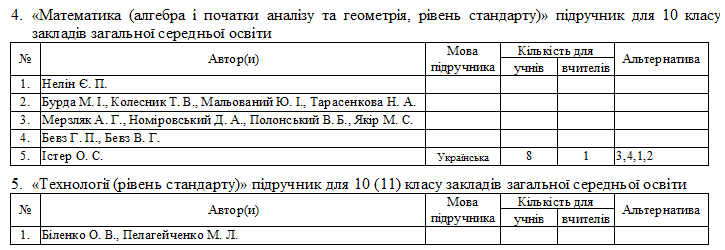 4. «Математика (алгебра і початки аналізу та геометрія, рівень стандарту)» підручник для 10 класу
закладів загальної середньої освіти
№ Автор(и) Мова підручника Кількість для Альтернатива
учнів вчителів
1. Нелін Є. П.
2. Бурда М. І., Колесник Т. В., Мальований Ю. І., Тарасенкова Н. А.
3. Мерзляк А. Г., Номіровський Д. А., Полонський В. Б., Якір М. С.
4. Бевз Г. П., Бевз В. Г.
5. Істер О. С. Українська 8 1 3,4,1,2
5. «Технології (рівень стандарту)» підручник для 10 (11) класу закладів загальної середньої освіти
№ Автор(и) Мова підручника Кількість для Альтернатива
учнів вчителів
1. Біленко О. В., Пелагейченко М. Л.